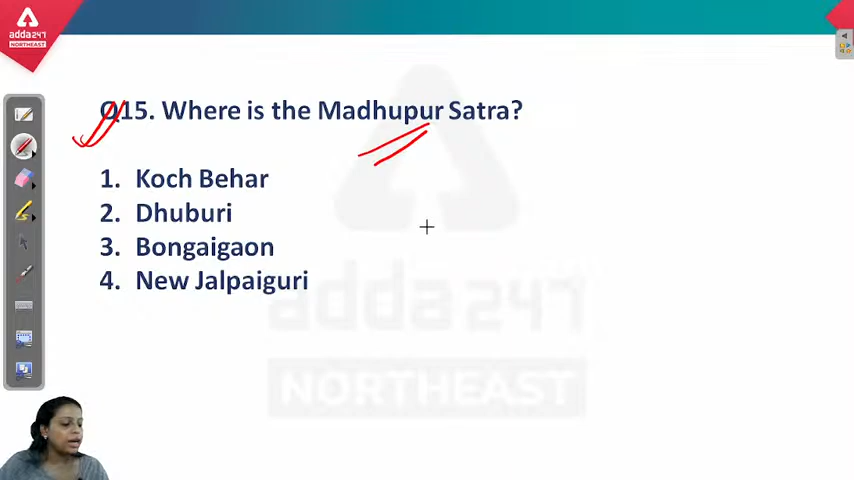 adda247
NORTHEAST
Q15. Where is the Madhupur Satra?
1. Koch Behar
2. Dhuburi
3. Bongaigaon
4. New Jalpaiguri
adda247
NORTHEAST